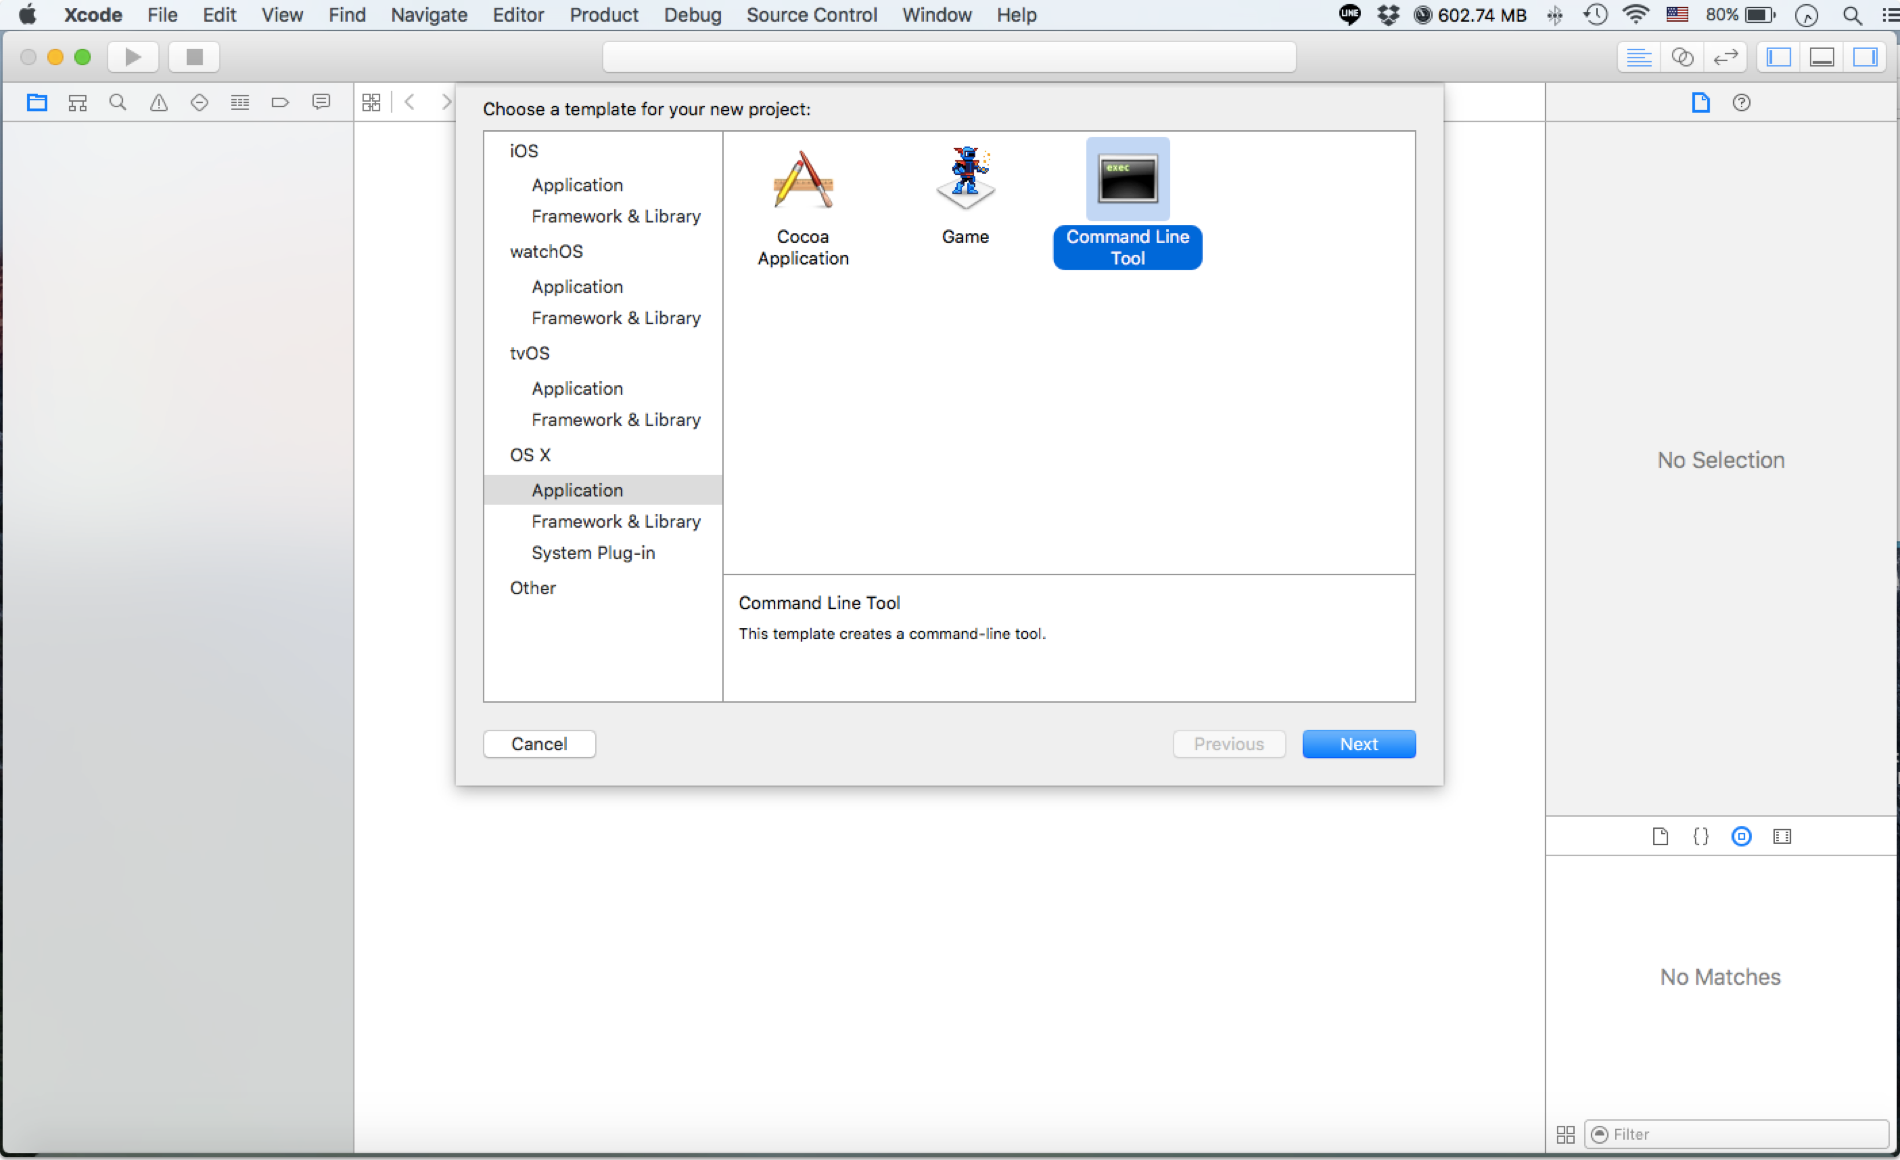 Xcode File Edit View Find Navigate Editor Product Debug Source Control Window Help LINE 602.74 MB 80%
Choose a template for your new project:
iOS
Application
Framework & Library
watchOS
Application
Framework & Library
tvOS
Application
Framework & Library
OS X
Application
Framework & Library
System Plug-in
Other
Cocoa
Application
Game
exec
Command Line
Tool
Command Line Tool
This template creates a command-line tool.
Cancel
Previous
Next
No Selection
{}
No Matches
Filter